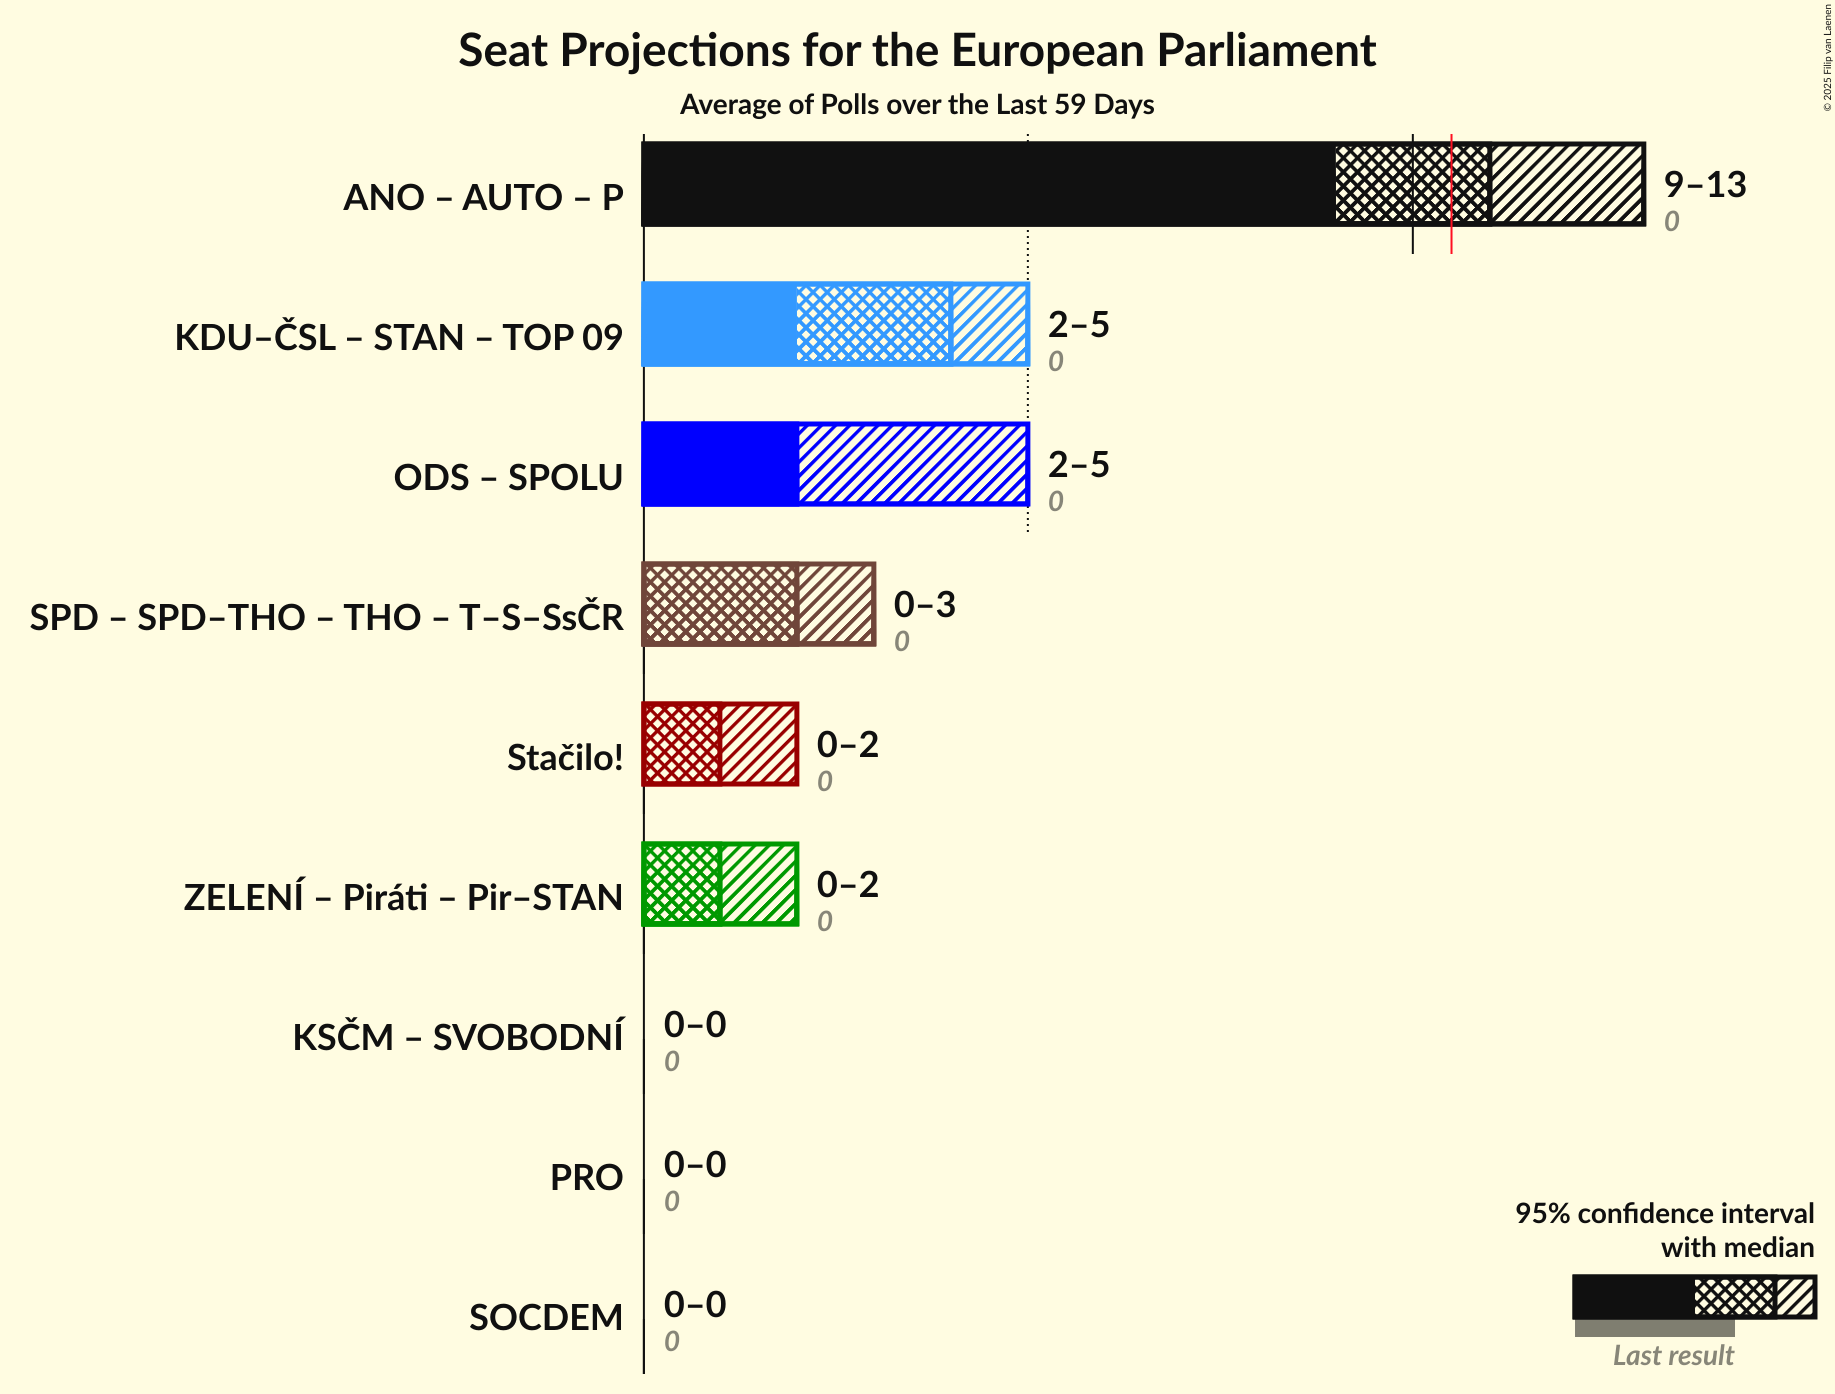 Seat Projections for the European Parliament
Average of Polls over the Last 59 Days
© 2025 Filip van Laenen
ANO – AUTO – P
9–13
0
KDU–ČSL – STAN – TOP 09
2–5
0
ODS – SPOLU
2–5
0
SPD – SPD–THO – THO – T–S–SsČR
0–3
0
Stačilo!
0–2
0
ZELENÍ – Piráti – Pir–STAN
0–2
0
KSČM – SVOBODNÍ
0–0
0
PRO
0–0
0
SOCDEM
0–0
0
95% confidence interval
with median
Last result